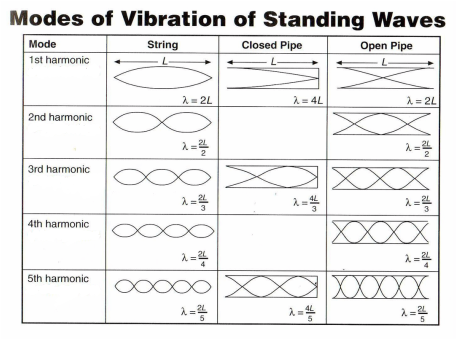 Modes of Vibration of Standing Waves
Mode String Closed Pipe Open Pipe
1st harmonic L L L
λ = 2L λ = 4L λ = 2L
2nd harmonic λ = 2L/2 λ = 2L/2
3rd harmonic λ = 2L/3 λ = 4L/3 λ = 2L/3
4th harmonic λ = 2L/4 λ = 2L/4
5th harmonic λ = 2L/5 λ = 4L/5 λ = 2L/5